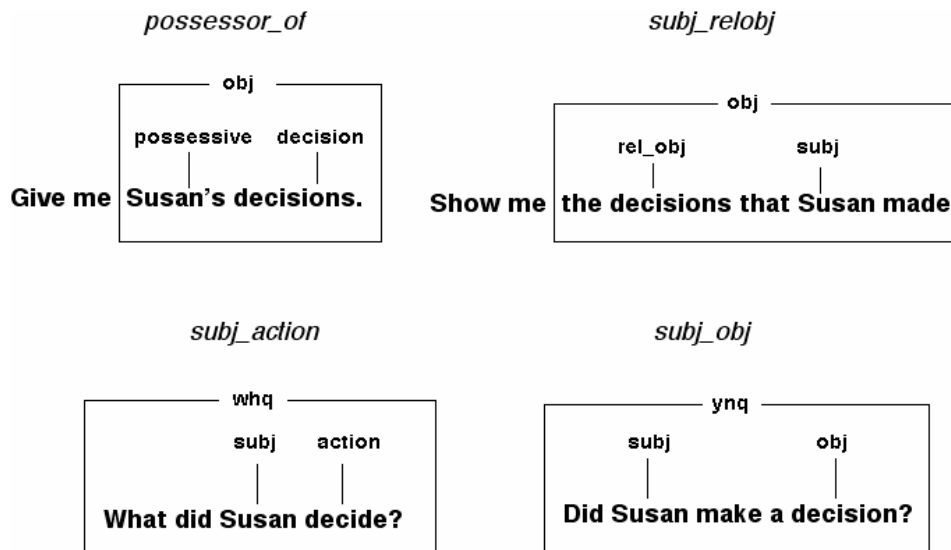 possessor_of
obj
possessive decision
Give me Susan's decisions.
subj_relobj
obj
rel_obj subj
Show me the decisions that Susan made
subj_action
whq
subj action
What did Susan decide?
subj_obj
ynq
subj obj
Did Susan make a decision?